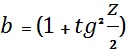 b = (1 + tg² z/2)